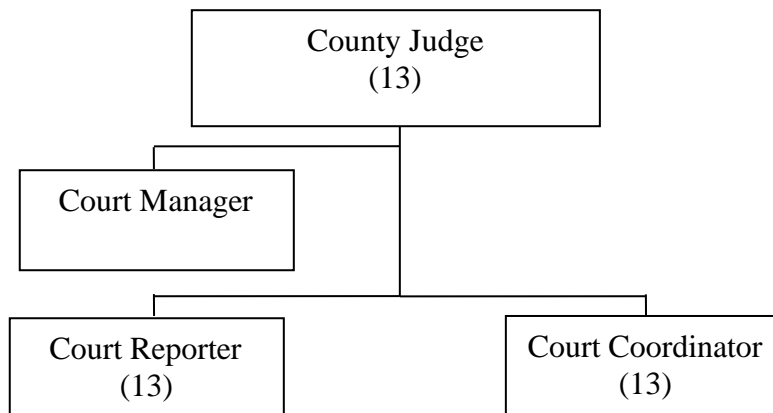 County Judge
(13)
Court Manager
Court Reporter
(13)
Court Coordinator
(13)